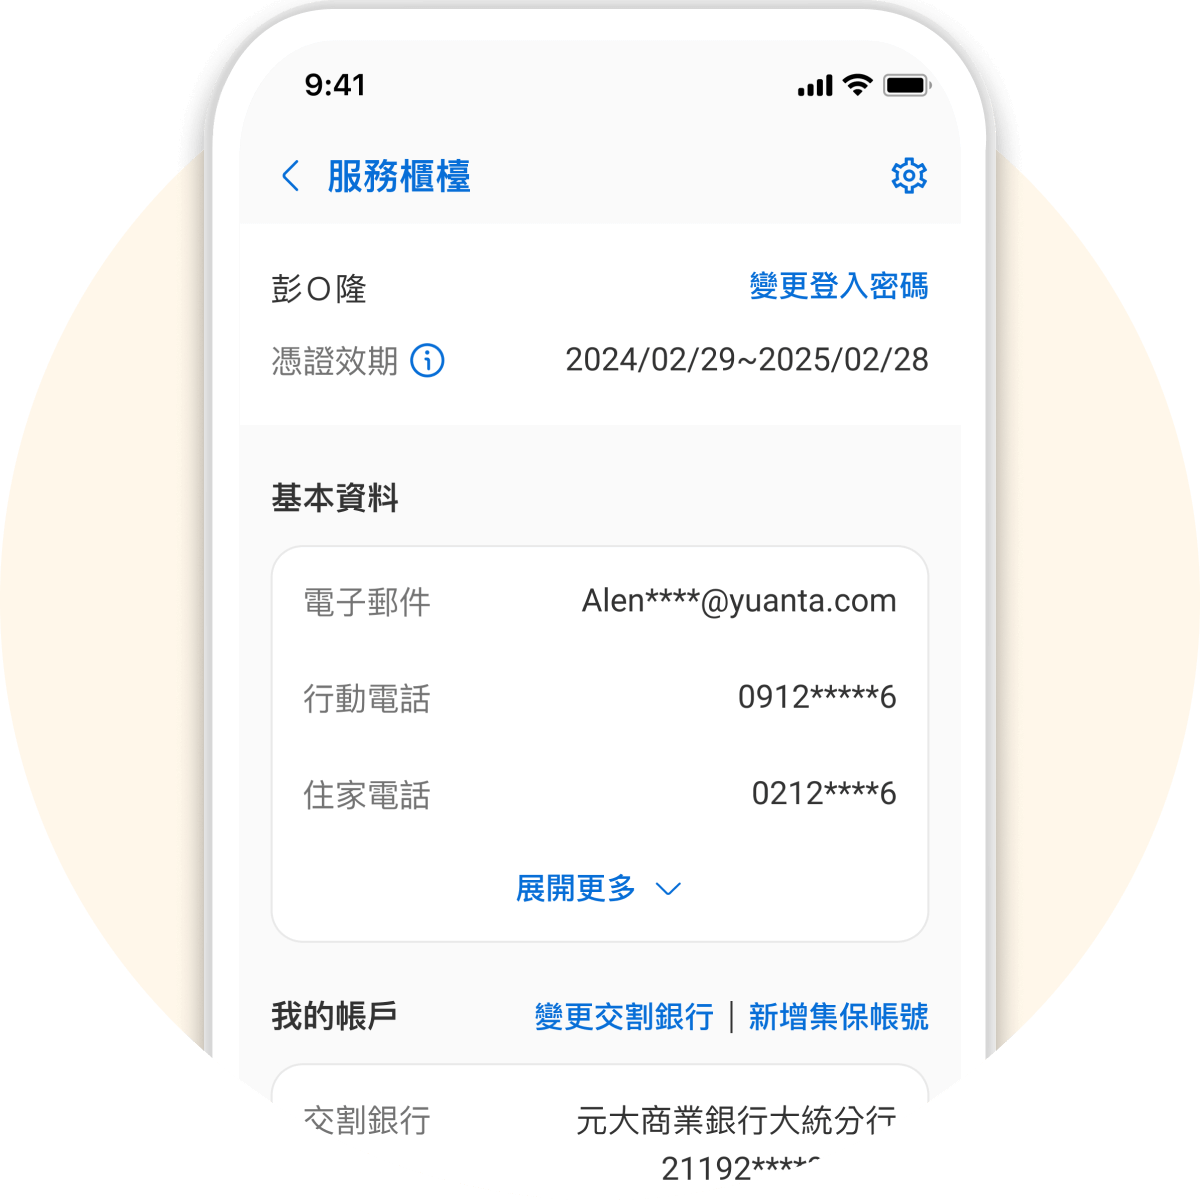 9:41
服務櫃檯
彭O隆 變更登入密碼
憑證效期 2024/02/29~2025/02/28
基本資料
電子郵件 Alen****@yuanta.com
行動電話 0912*****6
住家電話 0212****6
展開更多
我的帳戶 變更交割銀行 | 新增集保帳號
交割銀行 元大商業銀行大統分行
21192****